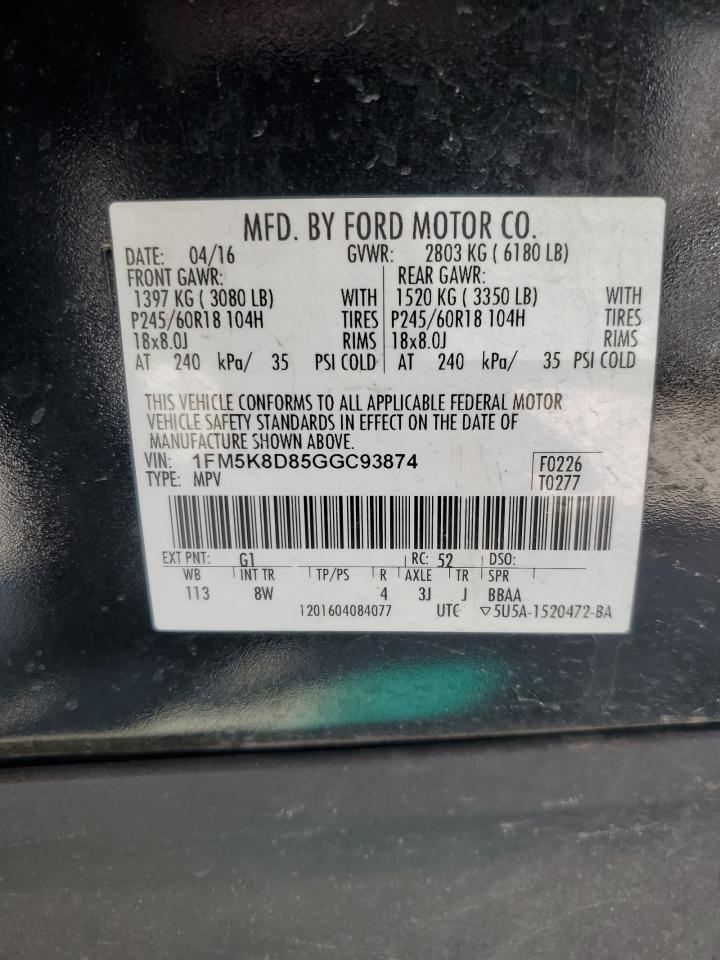 MFD. BY FORD MOTOR CO.
DATE: 04/16 GVWR: 2803 KG ( 6180 LB)
FRONT GAWR: REAR GAWR:
1397 KG ( 3080 LB) WITH 1520 KG ( 3350 LB) WITH
P245/60R18 104H TIRES P245/60R18 104H TIRES
18x8.0J RIMS 18x8.0J RIMS
AT 240 kPa/ 35 PSI COLD AT 240 kPa/ 35 PSI COLD
THIS VEHICLE CONFORMS TO ALL APPLICABLE FEDERAL MOTOR
VEHICLE SAFETY STANDARDS IN EFFECT ON THE DATE OF
MANUFACTURE SHOWN ABOVE.
VIN: 1FM5K8D85GGC93874 F0226
TYPE: MPV T0277
EXT PNT: G1 RC: 52 DSO:
WB INT TR TP/PS R AXLE TR SPR
113 8W 4 3J J BBAA
1201604084077 UTC ▽5U5A-1520472-BA